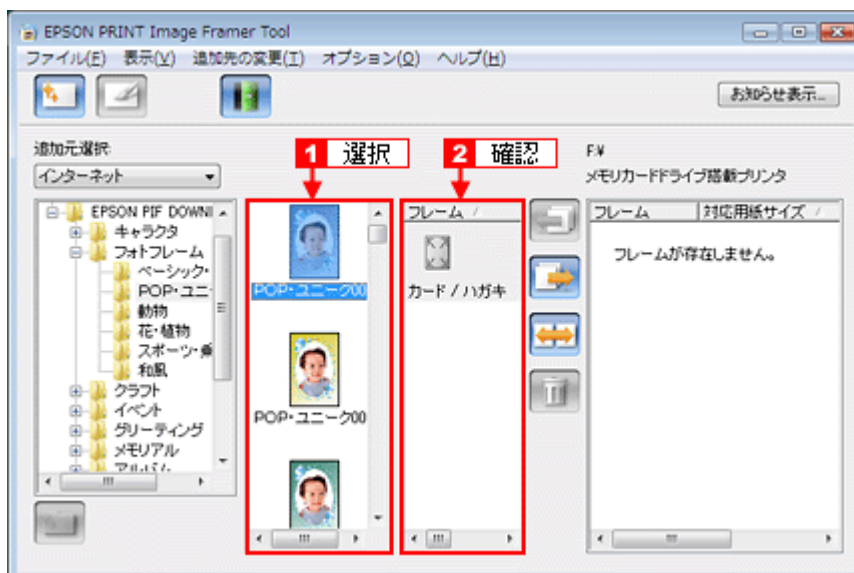 EPSON PRINT Image Framer Tool
ファイル(F) 表示(V) 追加先の変更(I) オプション(O) ヘルプ(H)
お知らせ表示...
追加元選択:
インターネット
1 選択
2 確認
F:¥
メモリカードドライブ搭載プリンタ
EPSON PIF DOWNL
キャラクタ
フォトフレーム
ベーシック・
POP・ユニ
動物
花・植物
スポーツ・
和風
クラフト
イベント
グリーティング
メモリアル
アルバム
POP・ユニーク00
POP・ユニーク00
フレーム /
カード / ハガキ
フレーム 対応用紙サイズ /
フレームが存在しません。